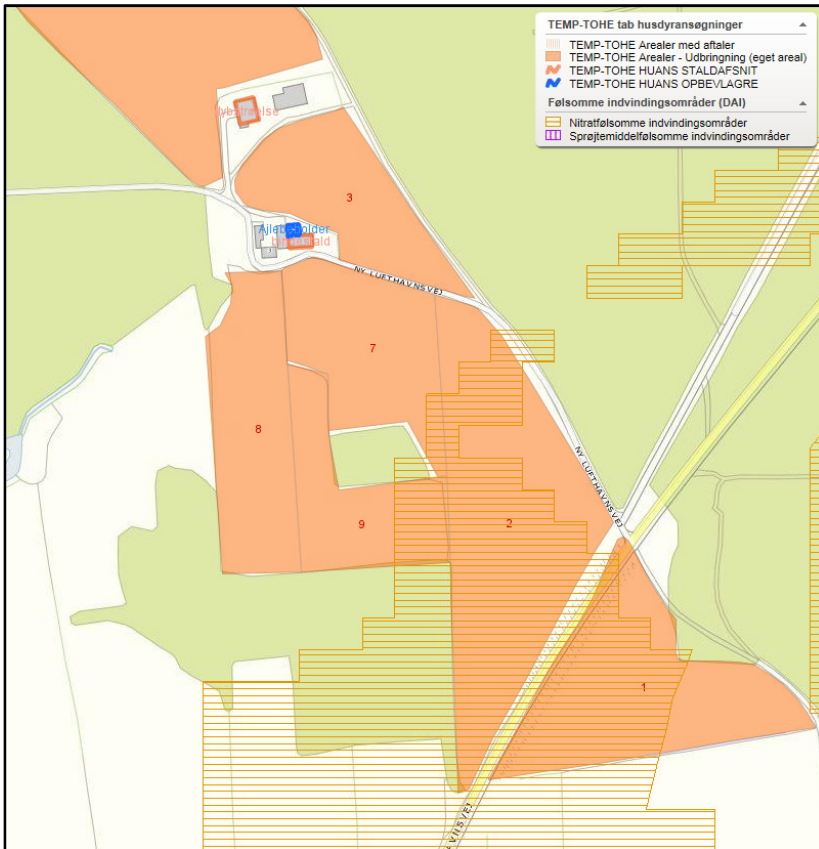 TEMP-TOHE tab husdyransøgninger
TEMP-TOHE Arealer med aftaler
TEMP-TOHE Arealer - Udbringning (eget areal)
TEMP-TOHE HUANS STALDAFSNIT
TEMP-TOHE HUANS OPBEVLAGRE
Følsomme indvindingsområder (DAI)
Nitratfølsomme indvindingsområder
Sprøjtemiddelfølsomme indvindingsområder
3
NY LUFTHAVNSVEJ
7
8
NY LUFTHAVNSVEJ
9
2
1